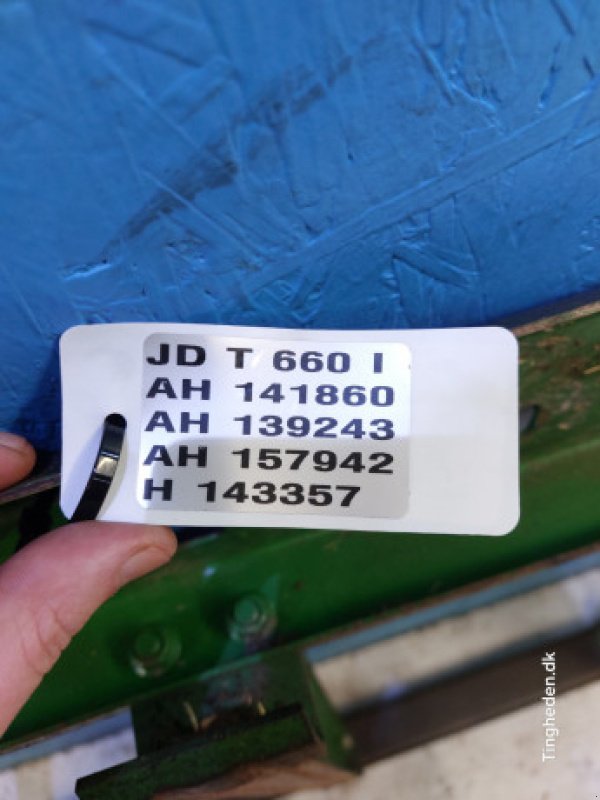 JD T 660 I
AH 141860
AH 139243
AH 157942
H 143357
Tingheden.dk